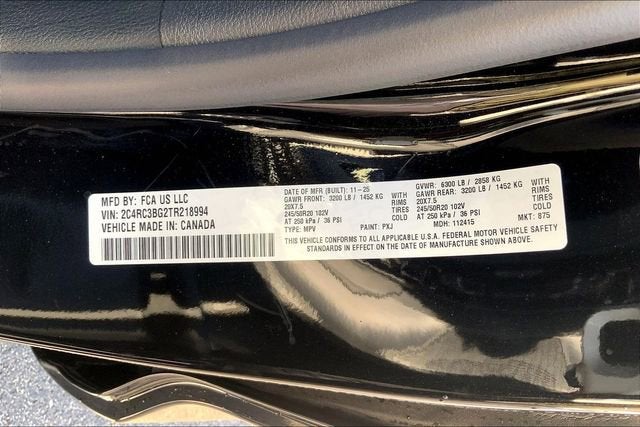 MFD BY: FCA US LLC
VIN: 2C4RC3BG2TR218994
VEHICLE MADE IN: CANADA
DATE OF MFR (BUILT): 11-25
GAWR FRONT: 3200 LB / 1452 KG
20X7.5
245/50R20 102V TIRES
AT 250 kPa / 36 PSI COLD
TYPE: MPV PAINT: PXJ
GVWR: 6300 LB / 2858 KG
GAWR REAR: 3200 LB / 1452 KG
20X7.5
245/50R20 102V TIRES
AT 250 kPa / 36 PSI COLD
MDH: 112415 MKT: 875
THIS VEHICLE CONFORMS TO ALL APPLICABLE U.S.A. FEDERAL MOTOR VEHICLE SAFETY
STANDARDS IN EFFECT ON THE DATE OF MANUFACTURE SHOWN ABOVE.